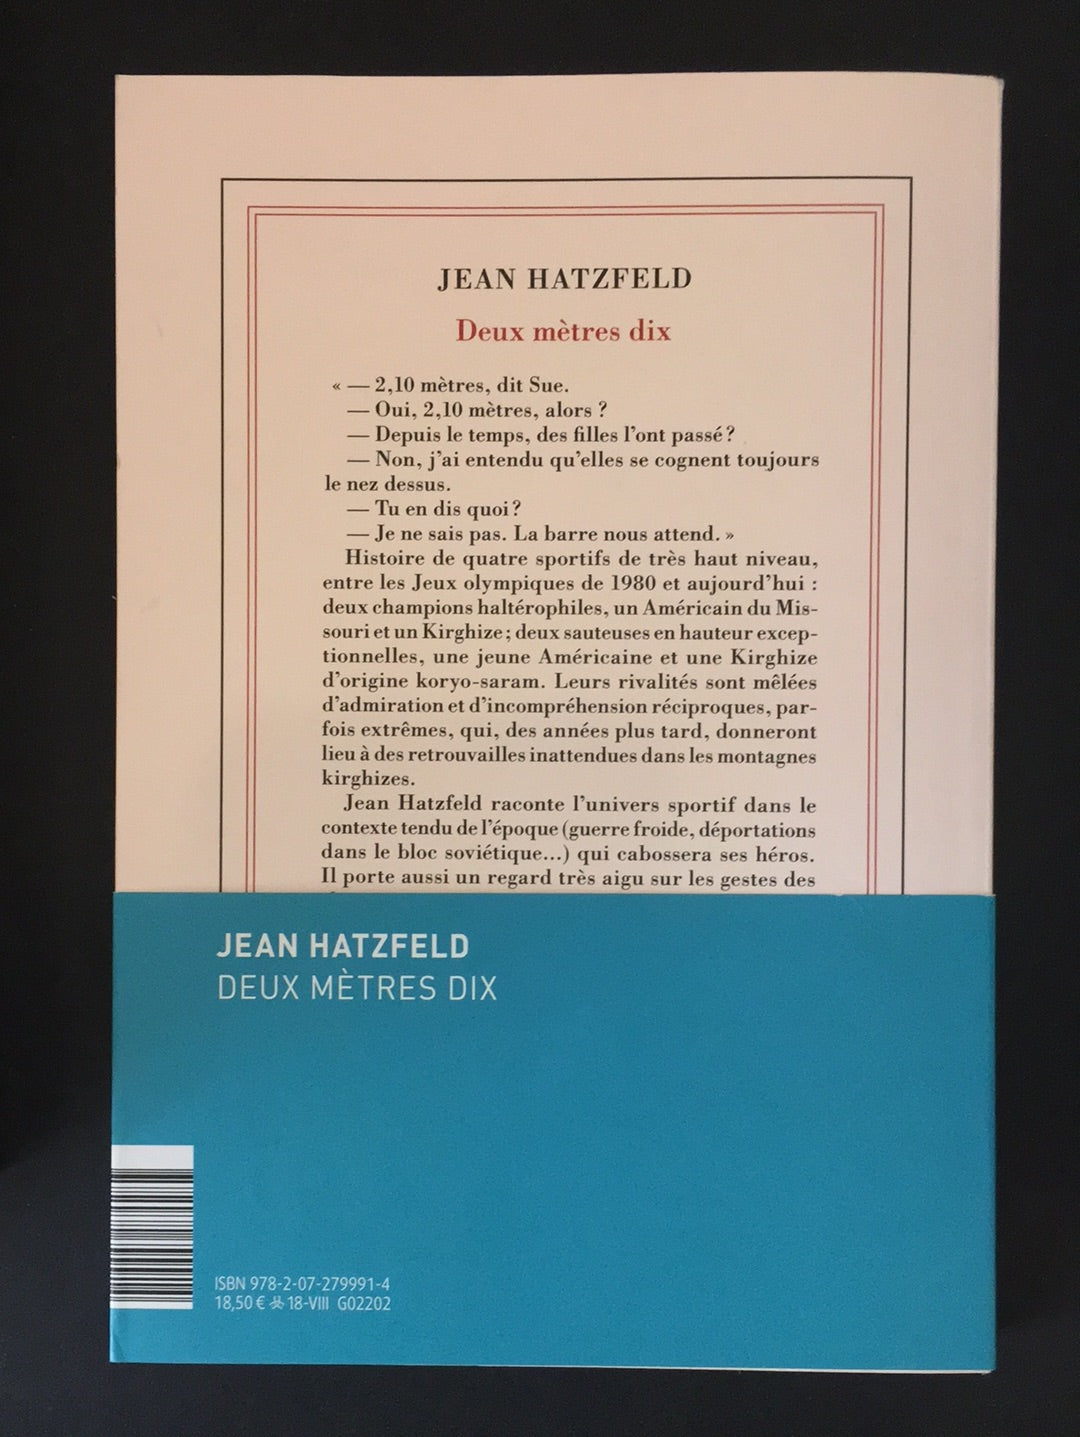 JEAN HATZFELD
Deux mètres dix
« — 2,10 mètres, dit Sue.
— Oui, 2,10 mètres, alors ?
— Depuis le temps, des filles l'ont passé ?
— Non, j'ai entendu qu'elles se cognent toujours
le nez dessus.
— Tu en dis quoi ?
— Je ne sais pas. La barre nous attend. »
Histoire de quatre sportifs de très haut niveau,
entre les Jeux olympiques de 1980 et aujourd'hui :
deux champions haltérophiles, un Américain du Mis-
souri et un Kirghize ; deux sauteuses en hauteur excep-
tionnelles, une jeune Américaine et une Kirghize
d'origine koryo-saram. Leurs rivalités sont mêlées
d'admiration et d'incompréhension réciproques, par-
fois extrêmes, qui, des années plus tard, donneront
lieu à des retrouvailles inattendues dans les montagnes
kirghizes.
Jean Hatzfeld raconte l'univers sportif dans le
contexte tendu de l'époque (guerre froide, déportations
dans le bloc soviétique...) qui cabossera ses héros.
Il porte aussi un regard très aigu sur les gestes des
JEAN HATZFELD
DEUX MÈTRES DIX
ISBN 978-2-07-279991-4
18,50 € 18-VIII G02202